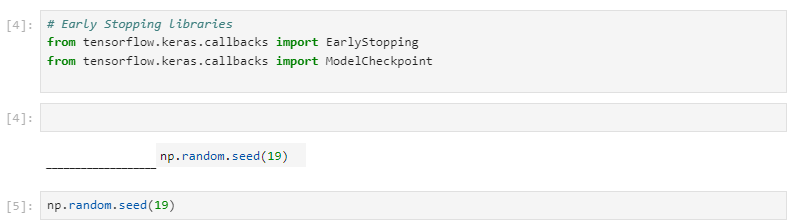 [4]: # Early Stopping libraries
from tensorflow.keras.callbacks import EarlyStopping
from tensorflow.keras.callbacks import ModelCheckpoint
[4]:
___________________np.random.seed(19)
[5]: np.random.seed(19)